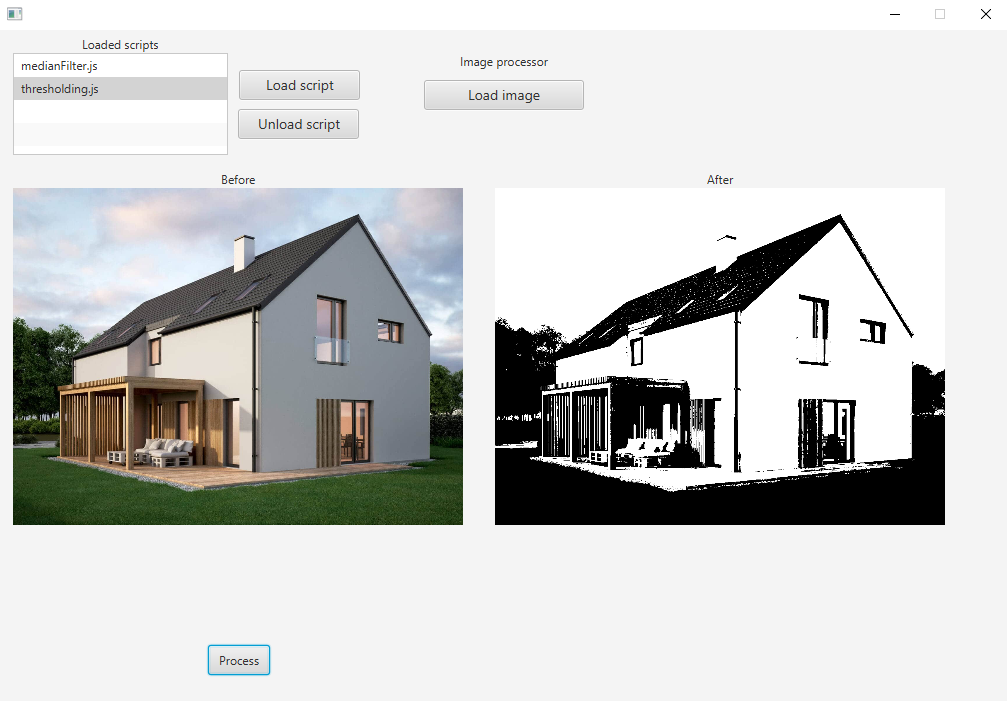 Loaded scripts
medianFilter.js
thresholding.js
Load script
Unload script
Image processor
Load image
Before
After
Process